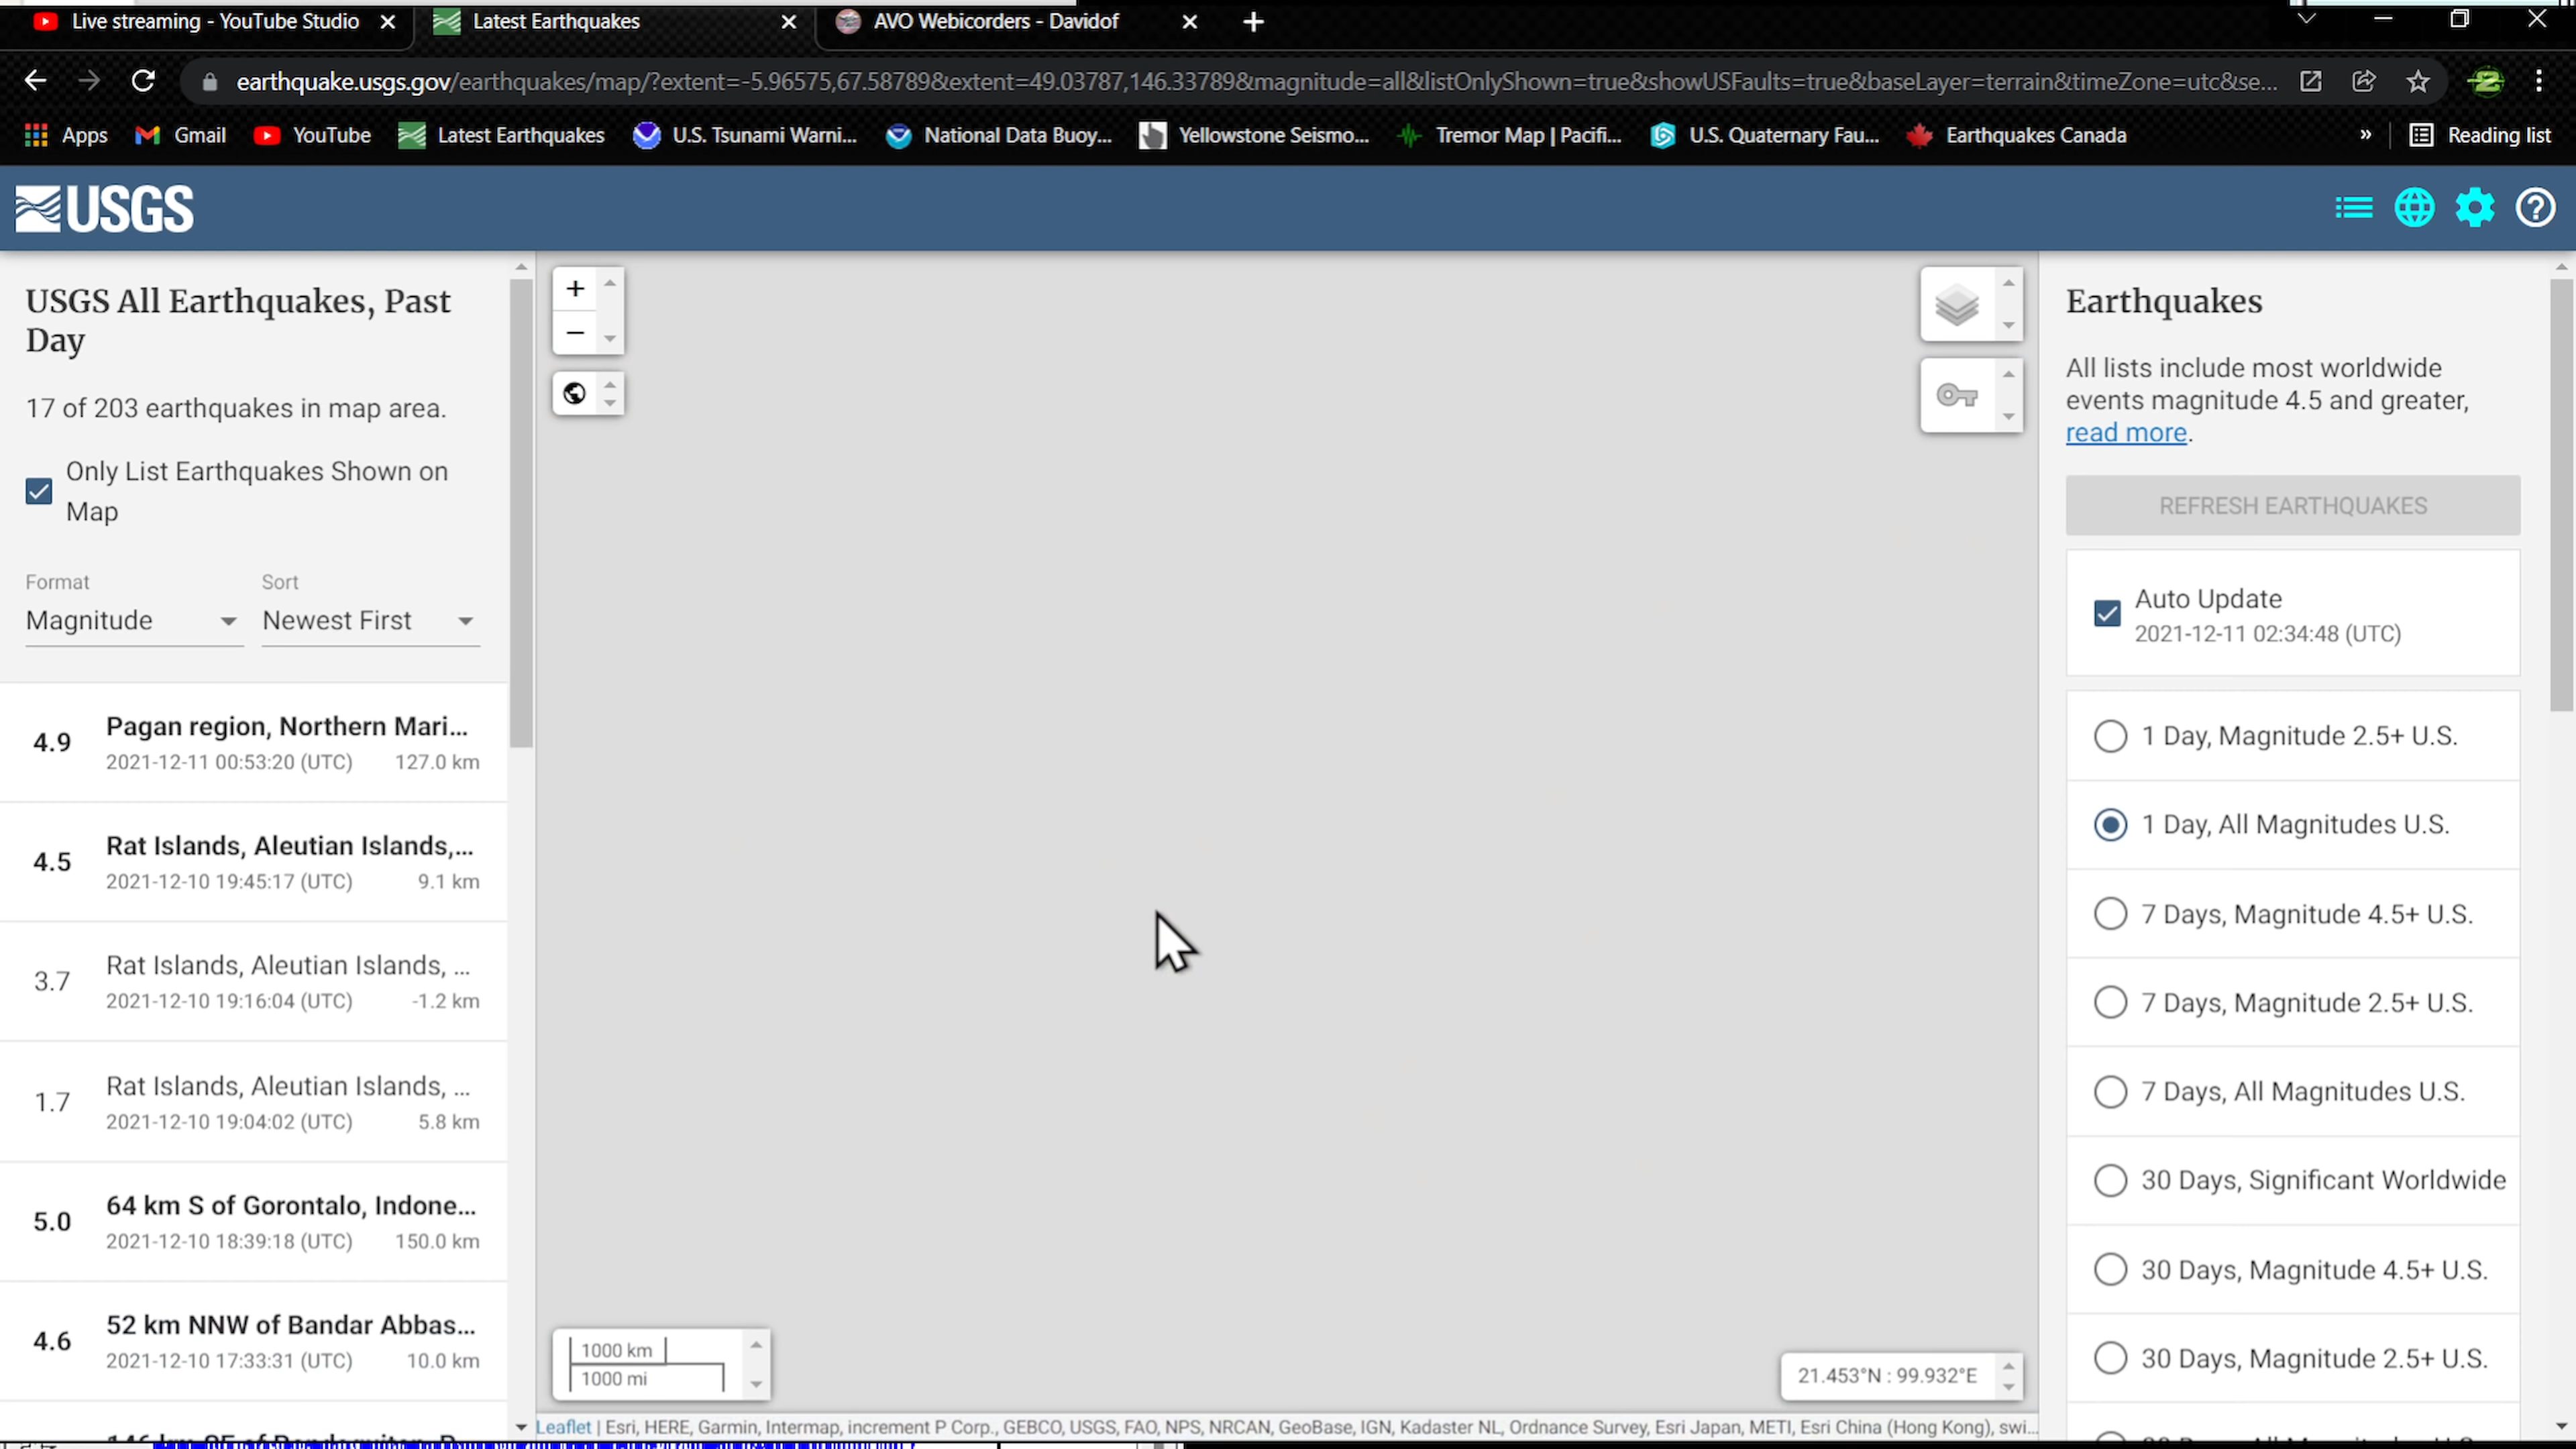 Live streaming - YouTube Studio
Latest Earthquakes
AVO Webicorders - Davidof
earthquake.usgs.gov/earthquakes/map/?extent=-5.96575,67.58789&extent=49.03787,146.33789&magnitude=all&listOnlyShown=true&showUSFaults=true&baseLayer=terrain&timeZone=utc&se...
Apps
Gmail
YouTube
Latest Earthquakes
U.S. Tsunami Warni...
National Data Buoy...
Yellowstone Seismo...
Tremor Map | Pacifi...
U.S. Quaternary Fau...
Earthquakes Canada
»
Reading list
USGS
USGS All Earthquakes, Past
Day
17 of 203 earthquakes in map area.
Only List Earthquakes Shown on
Map
Format
Sort
Magnitude
Newest First
4.9
Pagan region, Northern Mari...
2021-12-11 00:53:20 (UTC)
127.0 km
4.5
Rat Islands, Aleutian Islands,...
2021-12-10 19:45:17 (UTC)
9.1 km
3.7
Rat Islands, Aleutian Islands, ...
2021-12-10 19:16:04 (UTC)
-1.2 km
1.7
Rat Islands, Aleutian Islands, ...
2021-12-10 19:04:02 (UTC)
5.8 km
5.0
64 km S of Gorontalo, Indone...
2021-12-10 18:39:18 (UTC)
150.0 km
4.6
52 km NNW of Bandar Abbas...
2021-12-10 17:33:31 (UTC)
10.0 km
+
−
1000 km
1000 mi
21.453°N : 99.932°E
Leaflet | Esri, HERE, Garmin, Intermap, increment P Corp., GEBCO, USGS, FAO, NPS, NRCAN, GeoBase, IGN, Kadaster NL, Ordnance Survey, Esri Japan, METI, Esri China (Hong Kong), swi...
Earthquakes
All lists include most worldwide
events magnitude 4.5 and greater,
read more.
REFRESH EARTHQUAKES
Auto Update
2021-12-11 02:34:48 (UTC)
1 Day, Magnitude 2.5+ U.S.
1 Day, All Magnitudes U.S.
7 Days, Magnitude 4.5+ U.S.
7 Days, Magnitude 2.5+ U.S.
7 Days, All Magnitudes U.S.
30 Days, Significant Worldwide
30 Days, Magnitude 4.5+ U.S.
30 Days, Magnitude 2.5+ U.S.